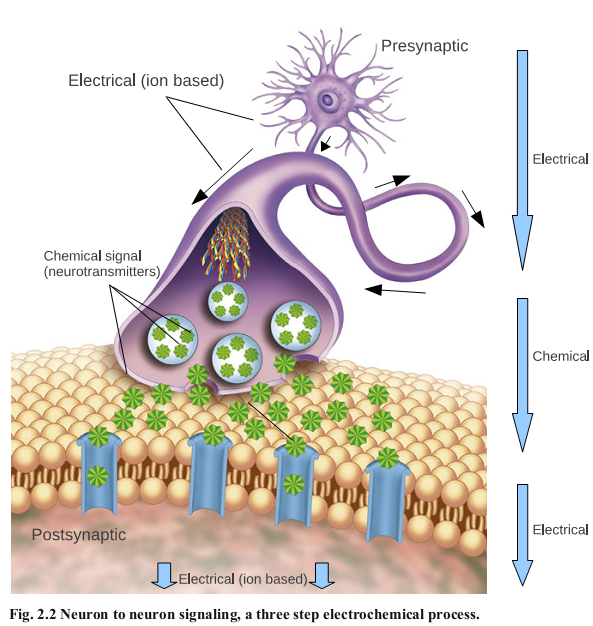 Presynaptic
Electrical (ion based)
Electrical
Chemical signal
(neurotransmitters)
Chemical
Postsynaptic
Electrical
Electrical (ion based)
Fig. 2.2 Neuron to neuron signaling, a three step electrochemical process.